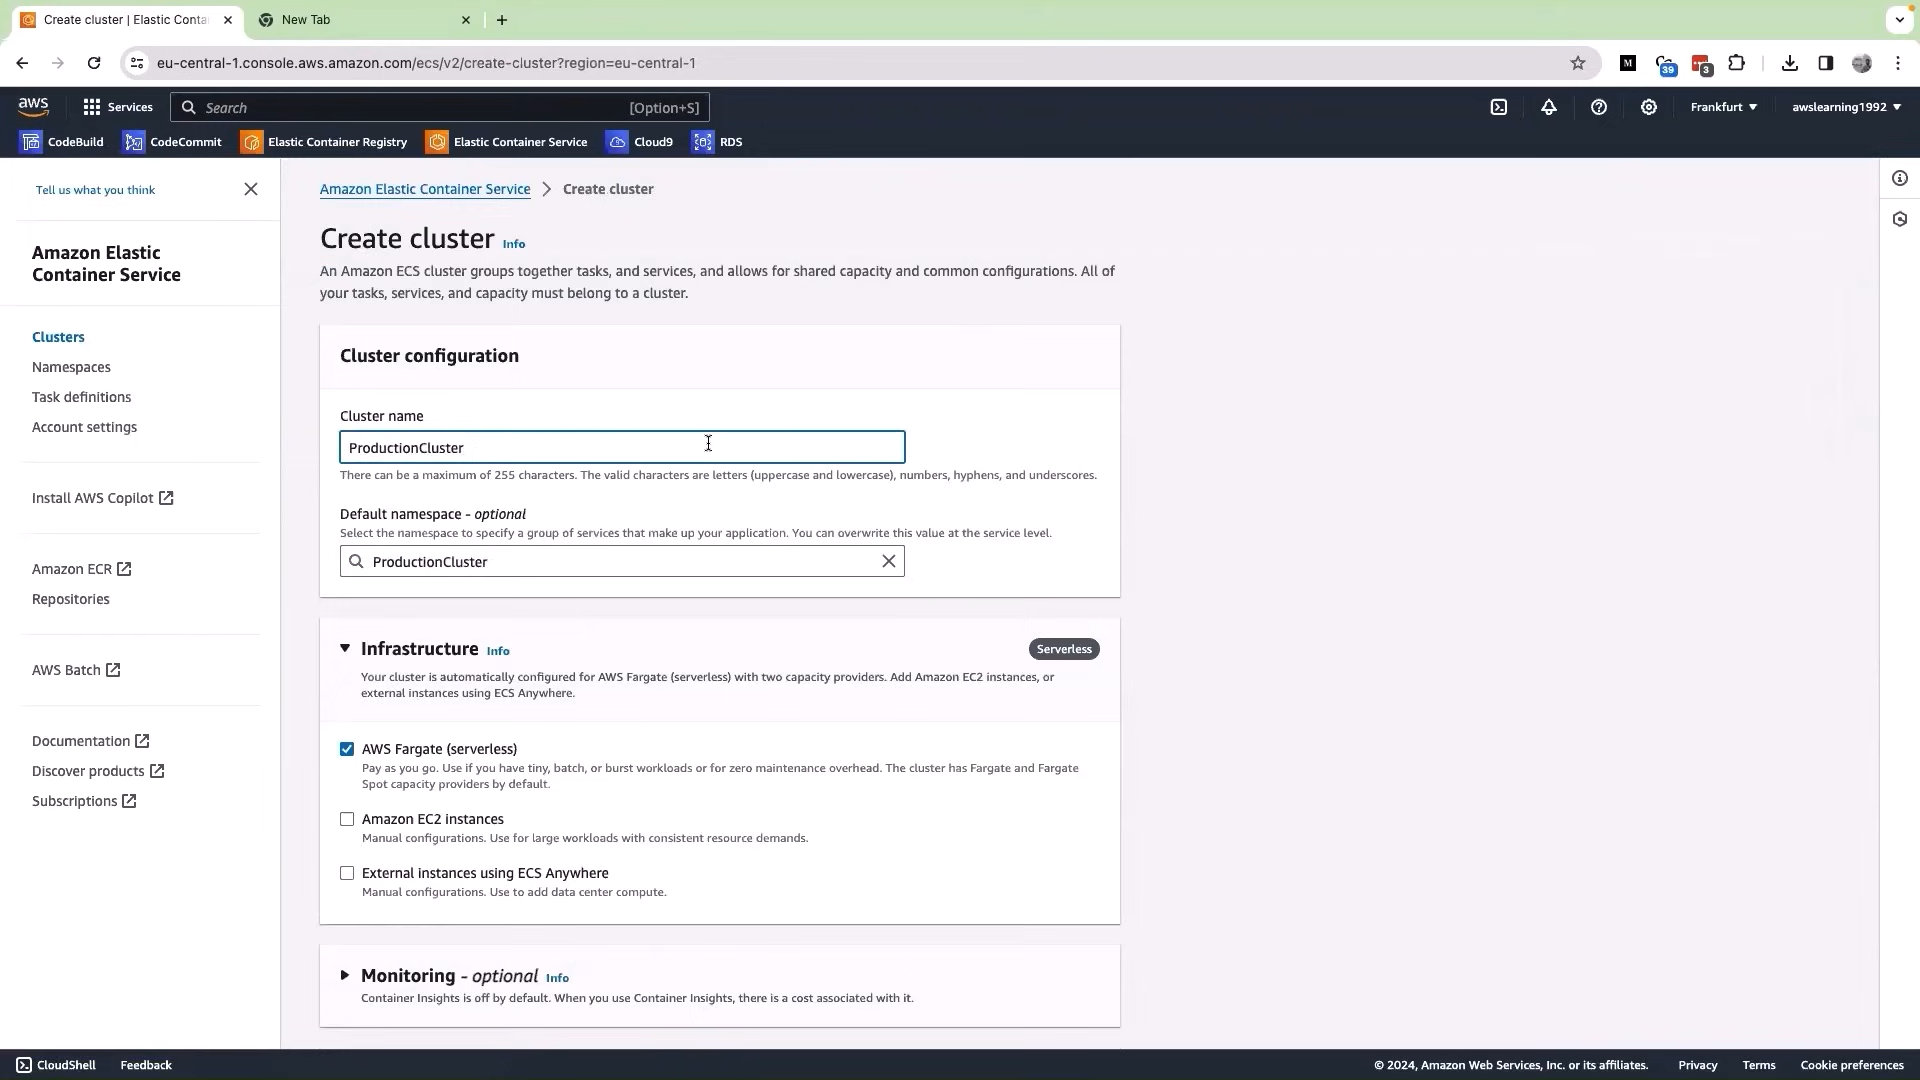 Create cluster | Elastic Conta
New Tab
eu-central-1.console.aws.amazon.com/ecs/v2/create-cluster?region=eu-central-1
M
39
3
aws
Services
Search
[Option+S]
Frankfurt
awslearning1992
CodeBuild
CodeCommit
Elastic Container Registry
Elastic Container Service
Cloud9
RDS
Tell us what you think
Amazon Elastic
Container Service
Clusters
Namespaces
Task definitions
Account settings
Install AWS Copilot
Amazon ECR
Repositories
AWS Batch
Documentation
Discover products
Subscriptions
Amazon Elastic Container Service
Create cluster
Create cluster Info
An Amazon ECS cluster groups together tasks, and services, and allows for shared capacity and common configurations. All of
your tasks, services, and capacity must belong to a cluster.
Cluster configuration
Cluster name
ProductionCluster
There can be a maximum of 255 characters. The valid characters are letters (uppercase and lowercase), numbers, hyphens, and underscores.
Default namespace - optional
Select the namespace to specify a group of services that make up your application. You can overwrite this value at the service level.
ProductionCluster
Infrastructure Info
Serverless
Your cluster is automatically configured for AWS Fargate (serverless) with two capacity providers. Add Amazon EC2 instances, or
external instances using ECS Anywhere.
AWS Fargate (serverless)
Pay as you go. Use if you have tiny, batch, or burst workloads or for zero maintenance overhead. The cluster has Fargate and Fargate
Spot capacity providers by default.
Amazon EC2 instances
Manual configurations. Use for large workloads with consistent resource demands.
External instances using ECS Anywhere
Manual configurations. Use to add data center compute.
Monitoring - optional Info
Container Insights is off by default. When you use Container Insights, there is a cost associated with it.
CloudShell
Feedback
© 2024, Amazon Web Services, Inc. or its affiliates.
Privacy
Terms
Cookie preferences